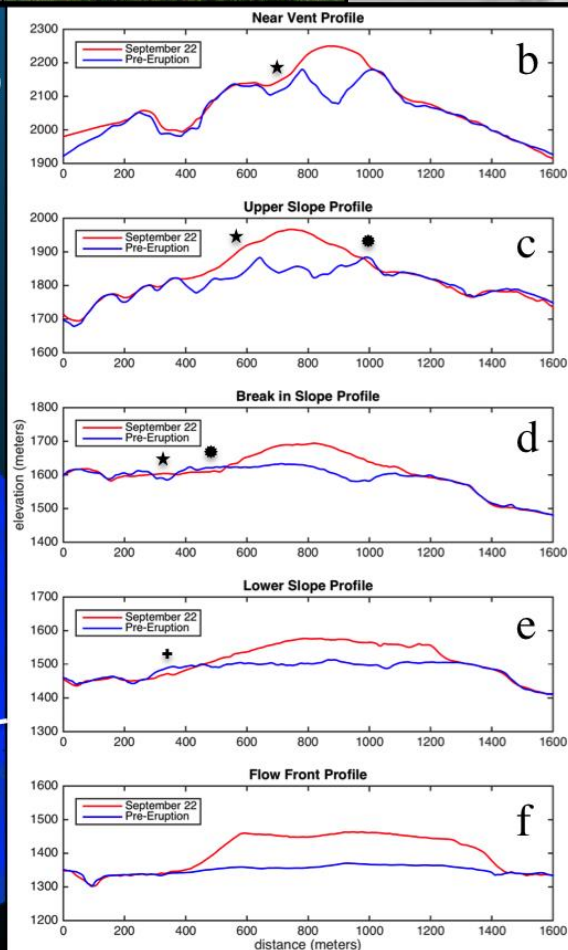 Near Vent Profile
2300
2200
2100
2000
1900
September 22
Pre-Eruption
b
0 200 400 600 800 1000 1200 1400 1600
Upper Slope Profile
2000
1900
1800
1700
1600
September 22
Pre-Eruption
c
0 200 400 600 800 1000 1200 1400 1600
Break in Slope Profile
1800
1700
1600
1500
1400
September 22
Pre-Eruption
d
0 200 400 600 800 1000 1200 1400 1600
elevation (meters)
Lower Slope Profile
1700
1600
1500
1400
1300
September 22
Pre-Eruption
e
0 200 400 600 800 1000 1200 1400 1600
Flow Front Profile
1600
1500
1400
1300
1200
September 22
Pre-Eruption
f
0 200 400 600 800 1000 1200 1400 1600
distance (meters)